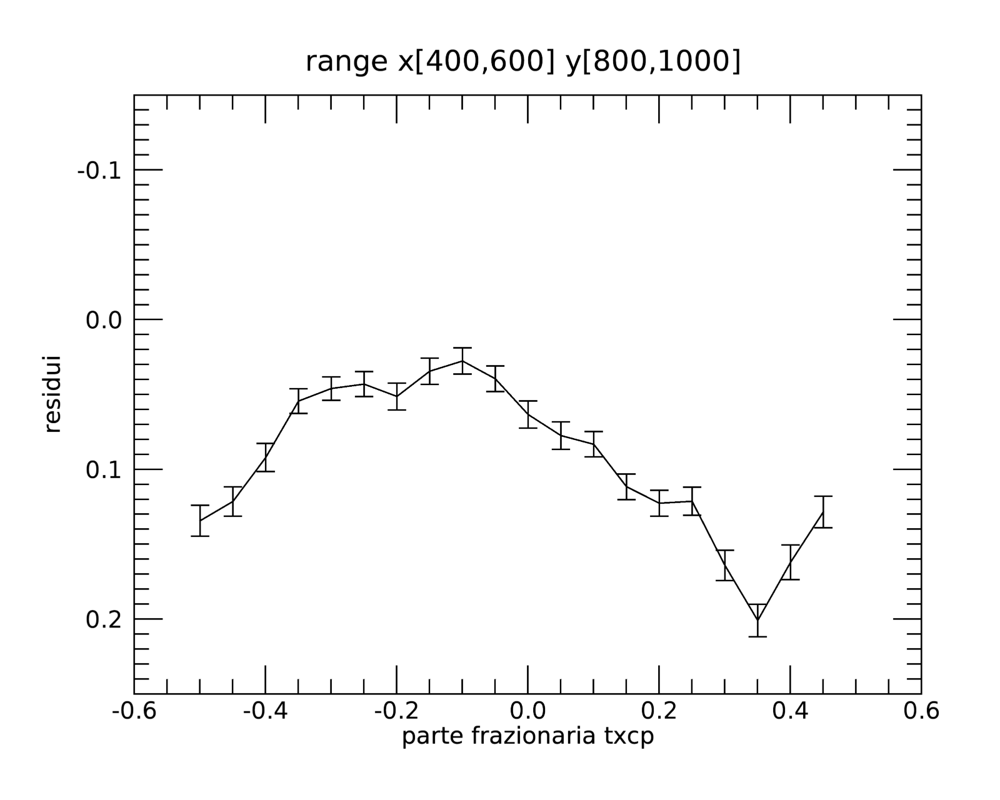 range x[400,600] y[800,1000]
-0.1
0.0
0.1
0.2
residui
-0.6 -0.4 -0.2 0.0 0.2 0.4 0.6
parte frazionaria txcp